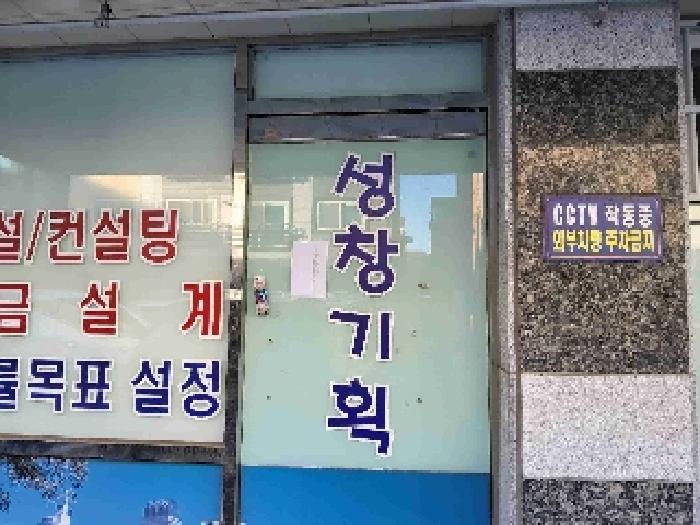 설/컨설팅
금 설 계
물목표 설정
성창기획
CCTV 작동중
외부차량 주차금지